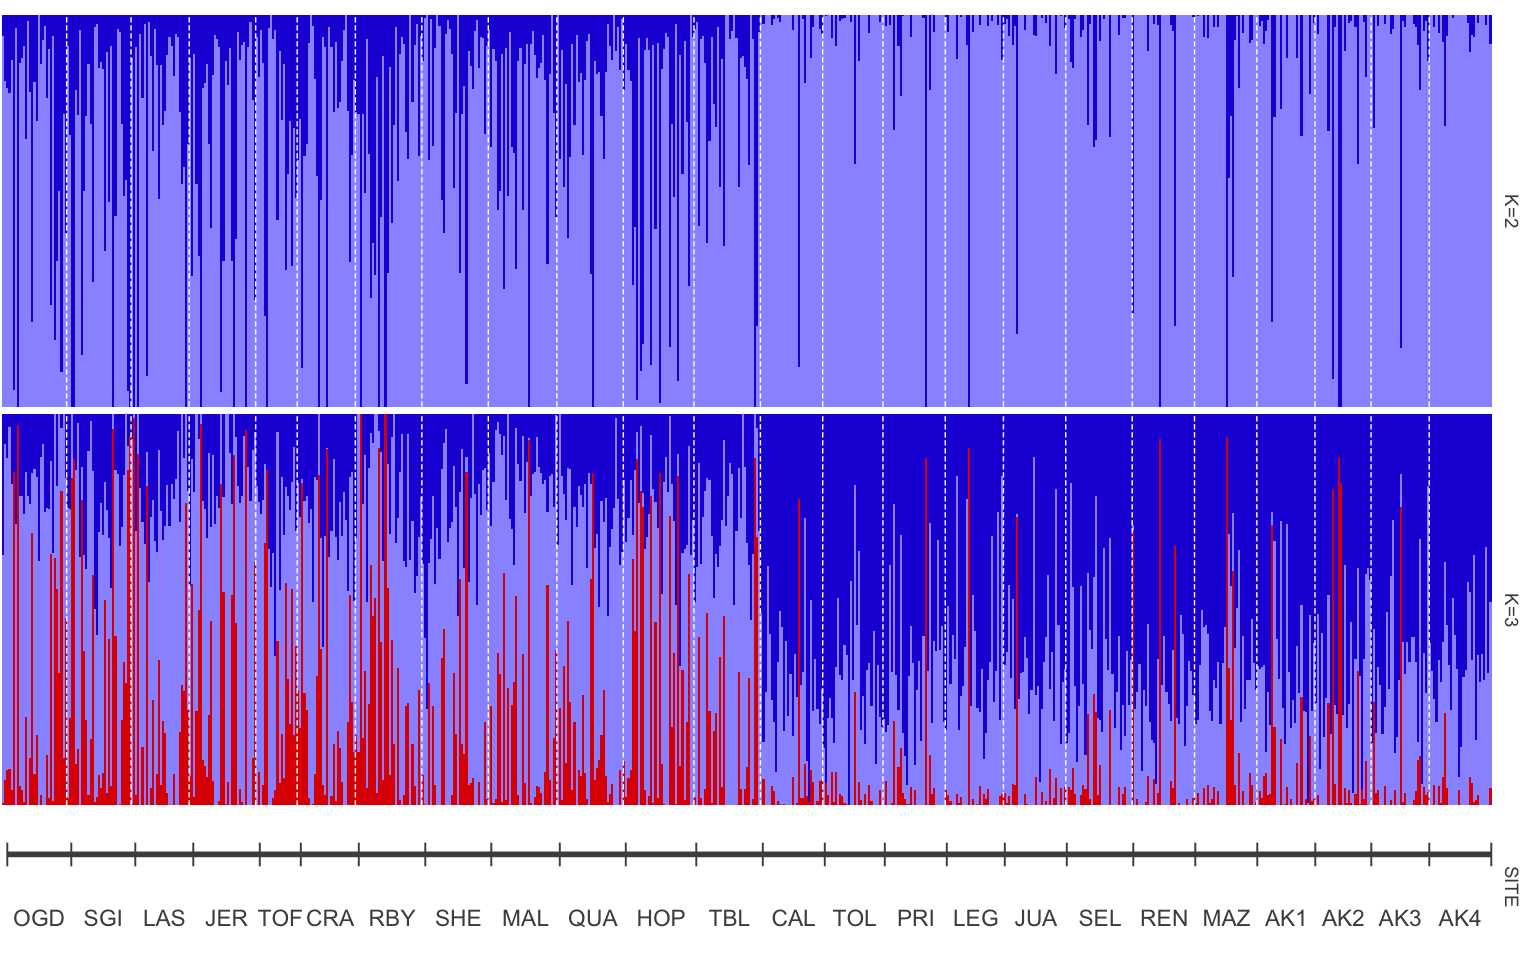 K=2
K=3
SITE
OGD SGI LAS JER TOF CRA RBY SHE MAL QUA HOP TBL CAL TOL PRI LEG JUA SEL REN MAZ AK1 AK2 AK3 AK4